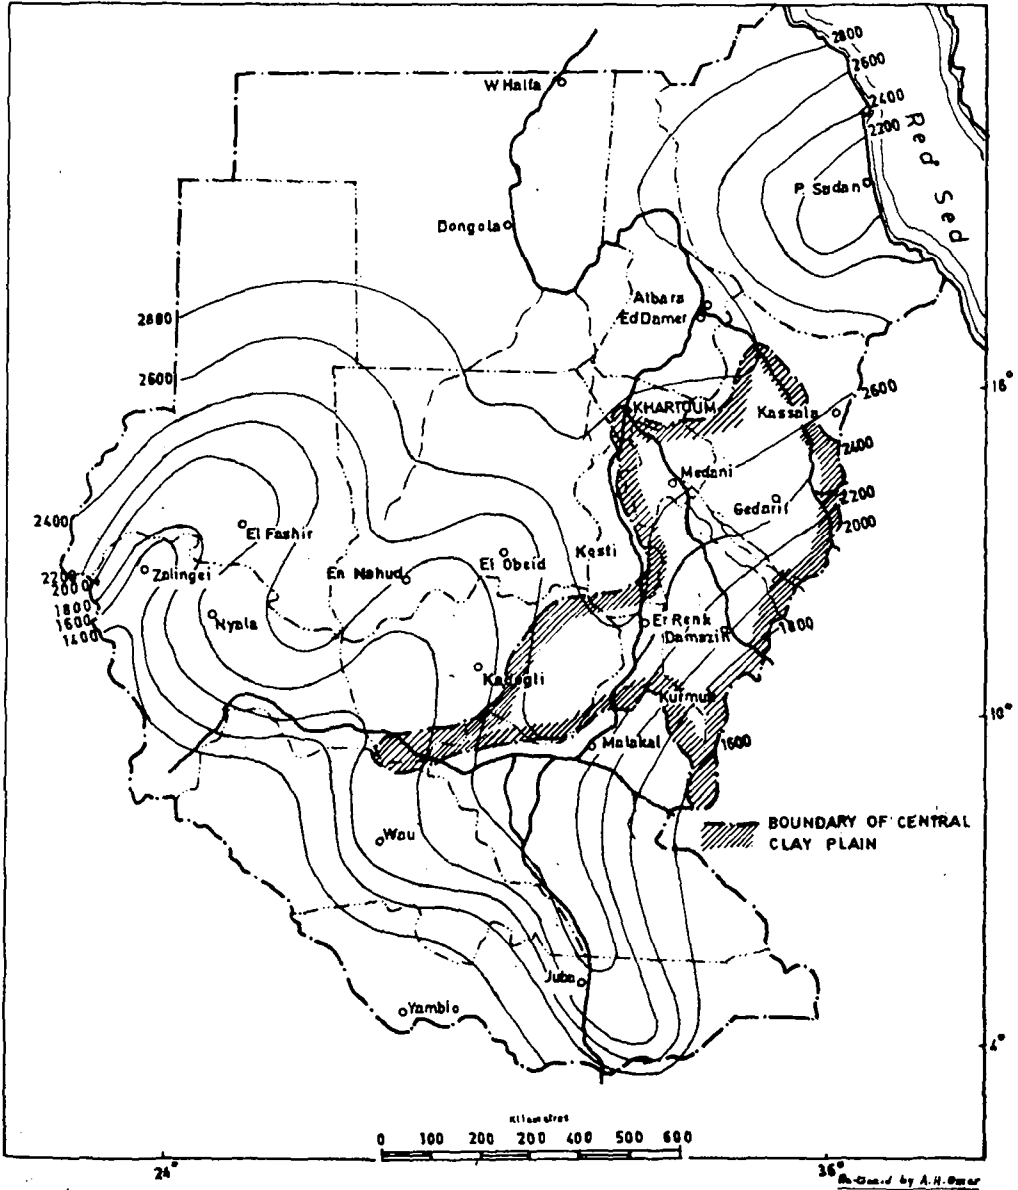 2800
2600
2400
2200
Red Sed
W Halfa
P. Sudan
Dongola
Atbara
Ed Damer
2880
2600
16°
2600
KHARTOUM
Kassala
2400
Medani
2200
Gedarif
2000
2400
El Fashir
El Obeid
Kosti
En Nahud
Zalingei
2200
2000
1800
1600
1400
Nyala
Er Renk
Damazin
1800
Kadugli
Kurmuk
10°
Malakal
1600
BOUNDARY OF CENTRAL
CLAY PLAIN
Wau
Juba
Yambio
4°
Kilometres
0 100 200 300 400 500 600
24°
36°
by A.H. Omer